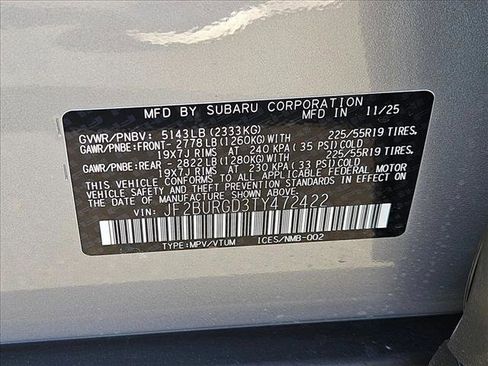 MFD BY SUBARU CORPORATION
MFD IN 11/25
GVWR/PNBV: 5143LB(2333KG)
GAWR/PNBE:FRONT- 2778LB(1260KG)WITH 225/55R19 TIRES.
19X7J RIMS AT 240 KPA(35 PSI)COLD.
GAWR/PNBE:REAR - 2822LB(1280KG)WITH 225/55R19 TIRES.
19X7J RIMS AT 230 KPA(33 PSI)COLD.
THIS VEHICLE CONFORMS TO ALL APPLICABLE FEDERAL MOTOR
VEHICLE SAFETY STANDARDS IN EFFECT ON
THE DATE OF MANUFACTURE SHOWN ABOVE.
VIN: JF2BURGD3TY472422
TYPE:MPV/VTUM ICES/NMB-002